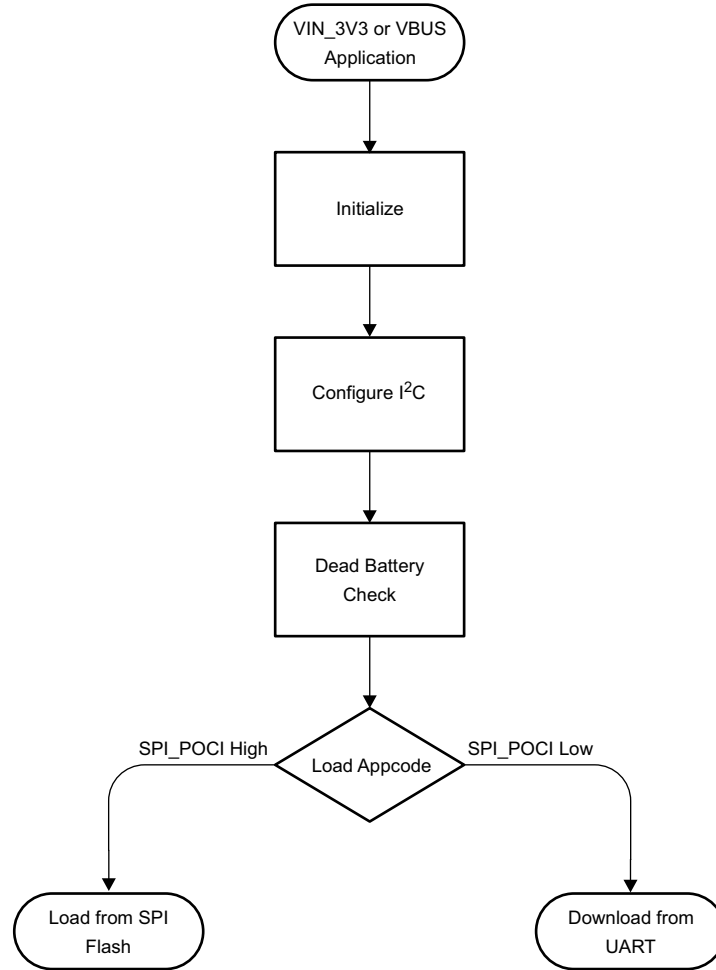 VIN_3V3 or VBUS
Application
Initialize
Configure I²C
Dead Battery
Check
SPI_POCI High
Load Appcode
SPI_POCI Low
Load from SPI
Flash
Download from
UART